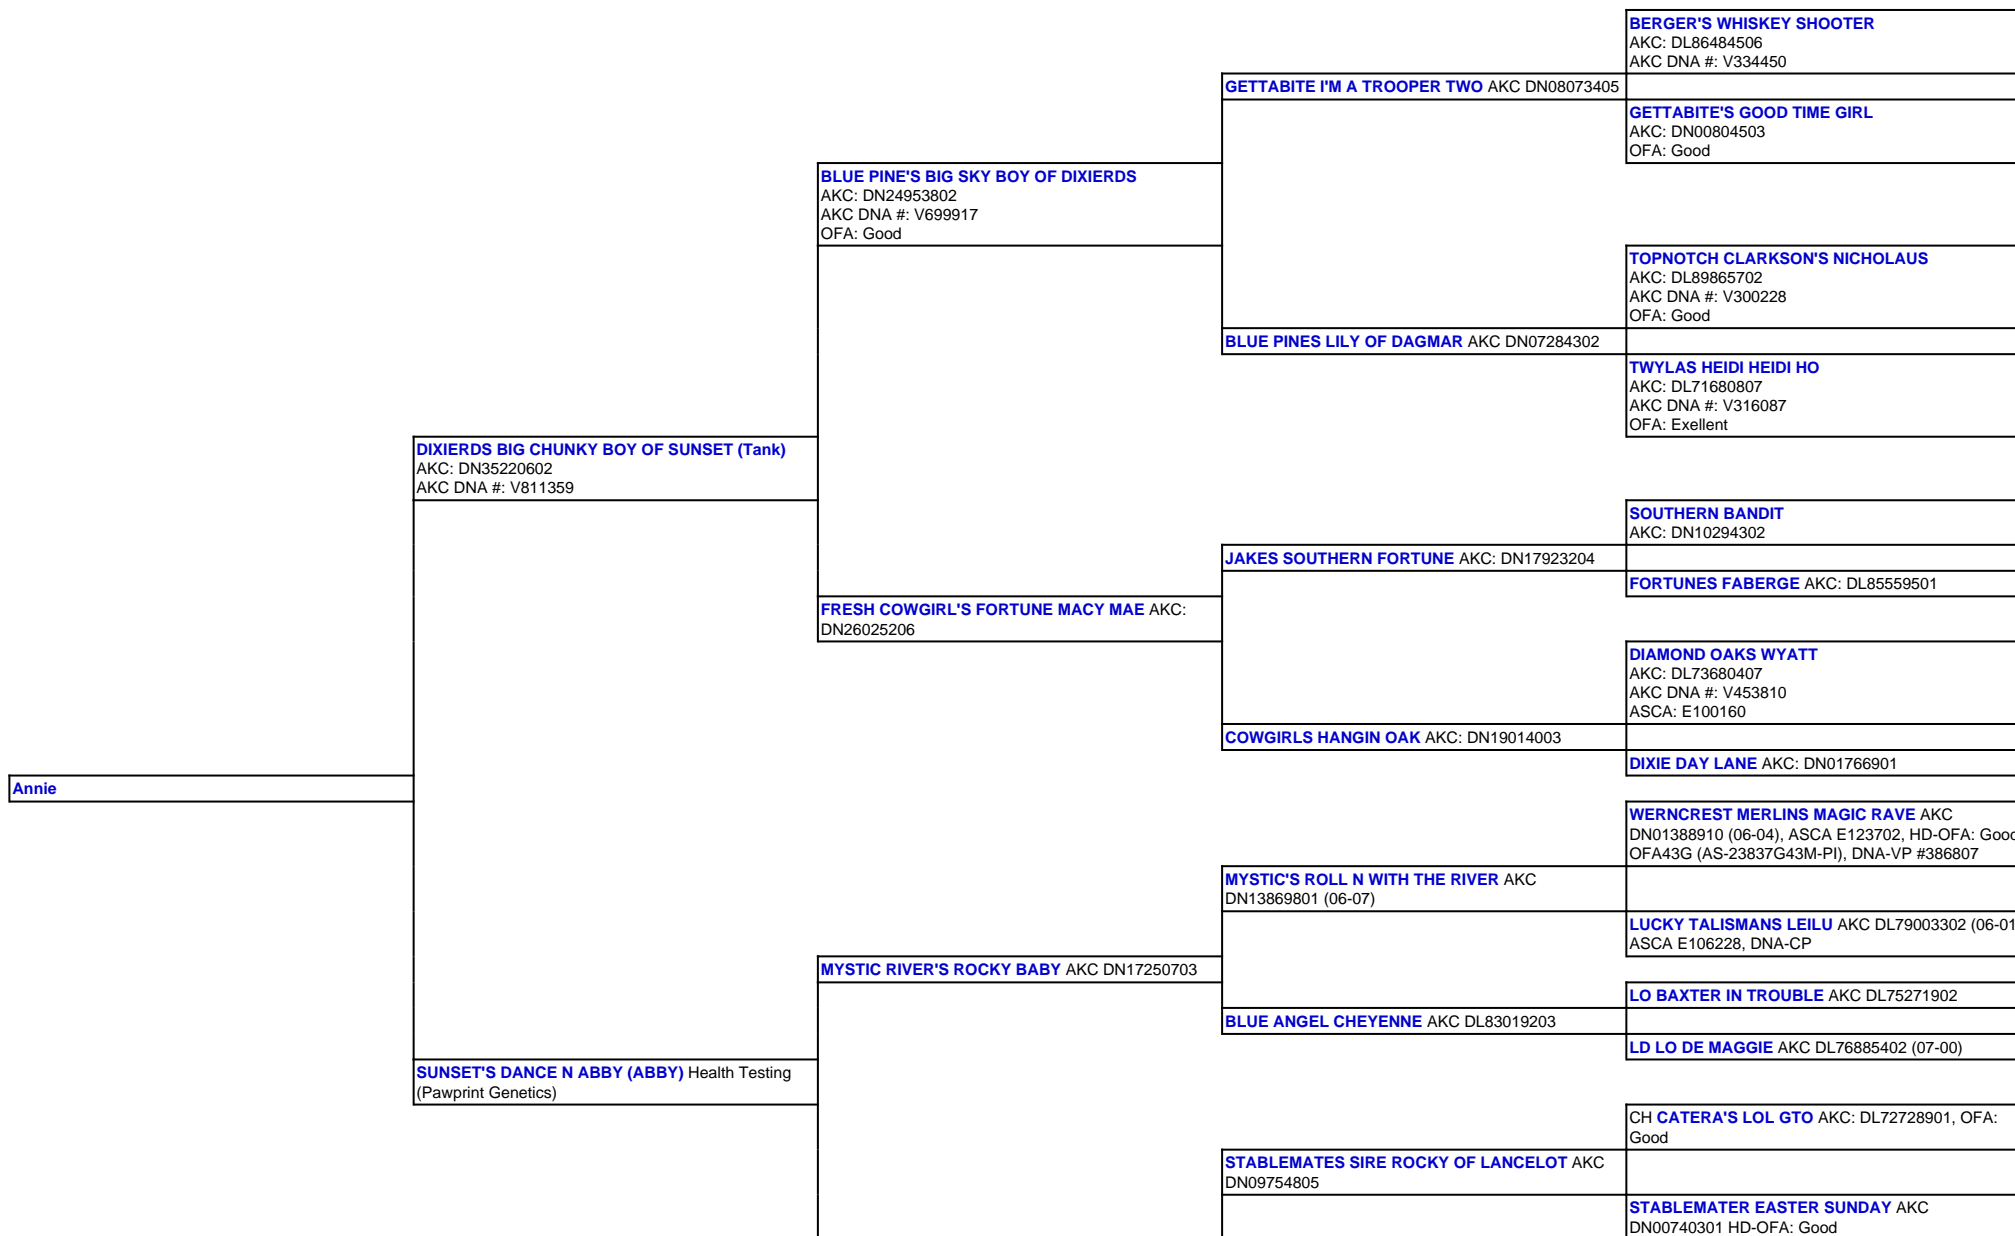 BERGER'S WHISKEY SHOOTER
AKC: DL86484506
AKC DNA #: V334450
GETTABITE I'M A TROOPER TWO AKC DN08073405
GETTABITE'S GOOD TIME GIRL
AKC: DN00804503
OFA: Good
BLUE PINE'S BIG SKY BOY OF DIXIERDS
AKC: DN24953802
AKC DNA #: V699917
OFA: Good
TOPNOTCH CLARKSON'S NICHOLAUS
AKC: DL89865702
AKC DNA #: V300228
OFA: Good
BLUE PINES LILY OF DAGMAR AKC DN07284302
TWYLAS HEIDI HEIDI HO
AKC: DL71680807
AKC DNA #: V316087
OFA: Exellent
DIXIERDS BIG CHUNKY BOY OF SUNSET (Tank)
AKC: DN35220602
AKC DNA #: V811359
SOUTHERN BANDIT
AKC: DN10294302
JAKES SOUTHERN FORTUNE AKC: DN17923204
FORTUNES FABERGE AKC: DL85559501
FRESH COWGIRL'S FORTUNE MACY MAE AKC:
DN26025206
DIAMOND OAKS WYATT
AKC: DL73680407
AKC DNA #: V453810
ASCA: E100160
COWGIRLS HANGIN OAK AKC: DN19014003
DIXIE DAY LANE AKC: DN01766901
Annie
WERNCREST MERLINS MAGIC RAVE AKC
DN01388910 (06-04), ASCA E123702, HD-OFA: Good
OFA43G (AS-23837G43M-PI), DNA-VP #386807
MYSTIC'S ROLL N WITH THE RIVER AKC
DN13869801 (06-07)
LUCKY TALISMANS LEILU AKC DL79003302 (06-01
ASCA E106228, DNA-CP
MYSTIC RIVER'S ROCKY BABY AKC DN17250703
LO BAXTER IN TROUBLE AKC DL75271902
BLUE ANGEL CHEYENNE AKC DL83019203
LD LO DE MAGGIE AKC DL76885402 (07-00)
SUNSET'S DANCE N ABBY (ABBY) Health Testing
(Pawprint Genetics)
CH CATERA'S LOL GTO AKC: DL72728901, OFA:
Good
STABLEMATES SIRE ROCKY OF LANCELOT AKC
DN09754805
STABLEMATER EASTER SUNDAY AKC
DN00740301 HD-OFA: Good